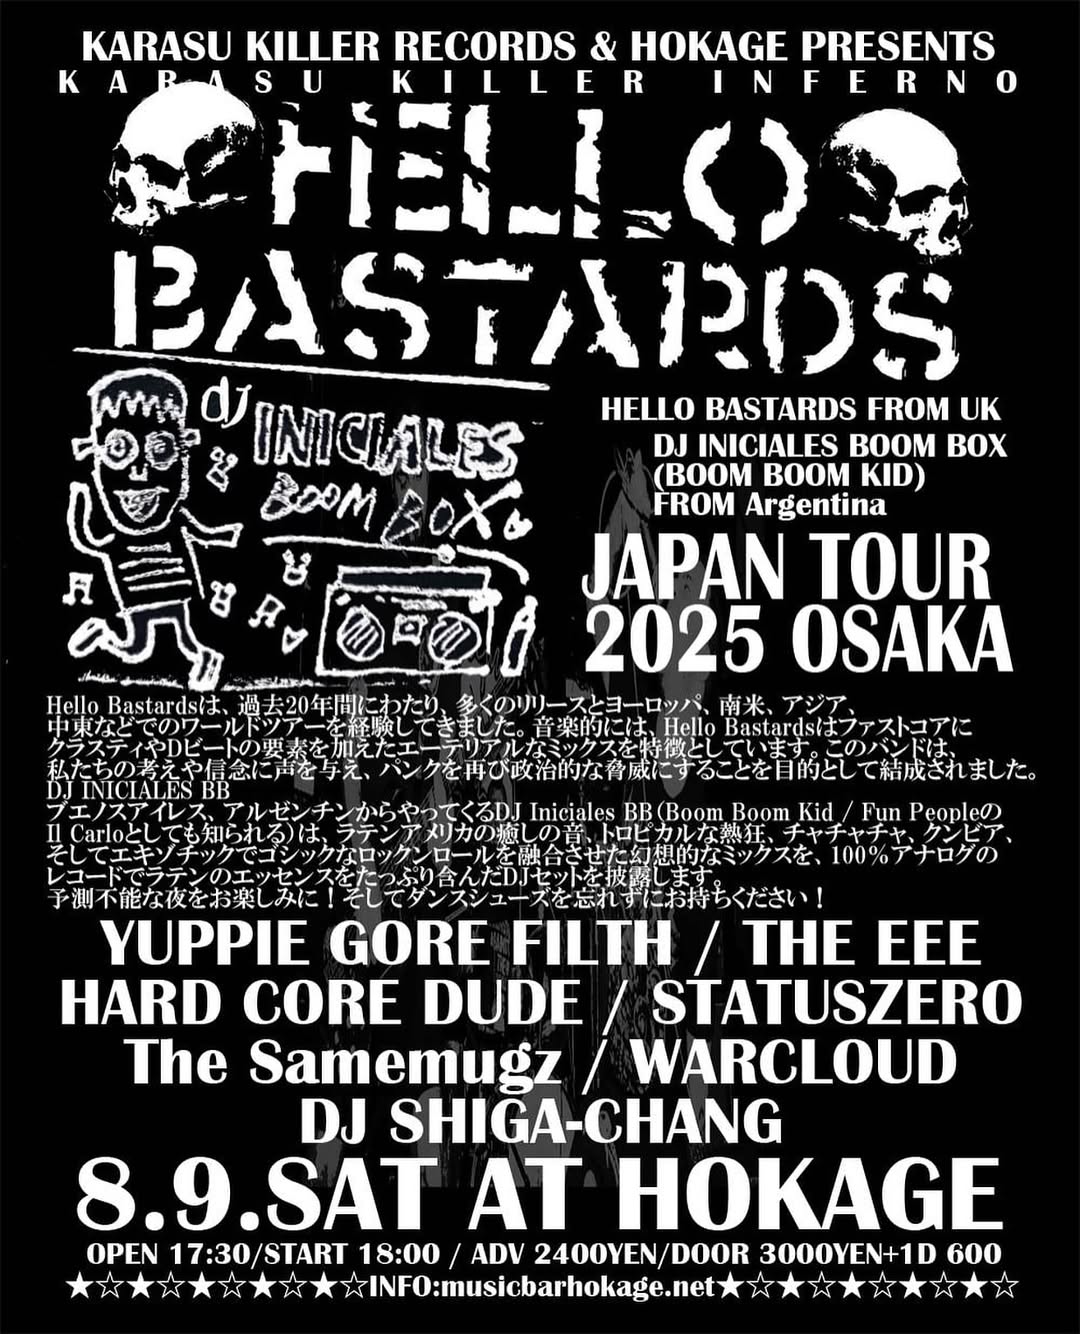 KARASU KILLER RECORDS & HOKAGE PRESENTS
KARASU KILLER INFERNO
HELLO
BASTARDS
dJ INICIALES
BOOM BOX
HELLO BASTARDS FROM UK
DJ INICIALES BOOM BOX
(BOOM BOOM KID)
FROM Argentina
JAPAN TOUR
2025 OSAKA
Hello Bastardsは、過去20年間にわたり、多くのリリースとヨーロッパ、南米、アジア、
中東などでのワールドツアーを経験してきました。音楽的には、Hello Bastardsはファストコアに
クラスティやDビートの要素を加えたエーテリアルなミックスを特徴としています。このバンドは、
私たちの考えや信念に声を与え、パンクを再び政治的な脅威にすることを目的として結成されました。
DJ INICIALES BB
ブエノスアイレス、アルゼンチンからやってくるDJ Iniciales BB(Boom Boom Kid / Fun Peopleの
Il Carloとしても知られる)は、ラテンアメリカの癒しの音、トロピカルな熱狂、チャチャチャ、クンビア、
そしてエキゾチックでゴシックなロックンロールを融合させた幻想的なミックスを、100%アナログの
レコードでラテンのエッセンスをたっぷり含んだDJセットを披露します。
予測不能な夜をお楽しみに！そしてダンスシューズを忘れずにお持ちください！
YUPPIE GORE FILTH / THE EEE
HARD CORE DUDE / STATUSZERO
The Samemugz / WARCLOUD
DJ SHIGA-CHANG
8.9.SAT AT HOKAGE
OPEN 17:30/START 18:00 / ADV 2400YEN/DOOR 3000YEN+1D 600
★☆★☆★☆★☆★☆INFO:musicbarhokage.net★☆★☆★☆★☆★☆